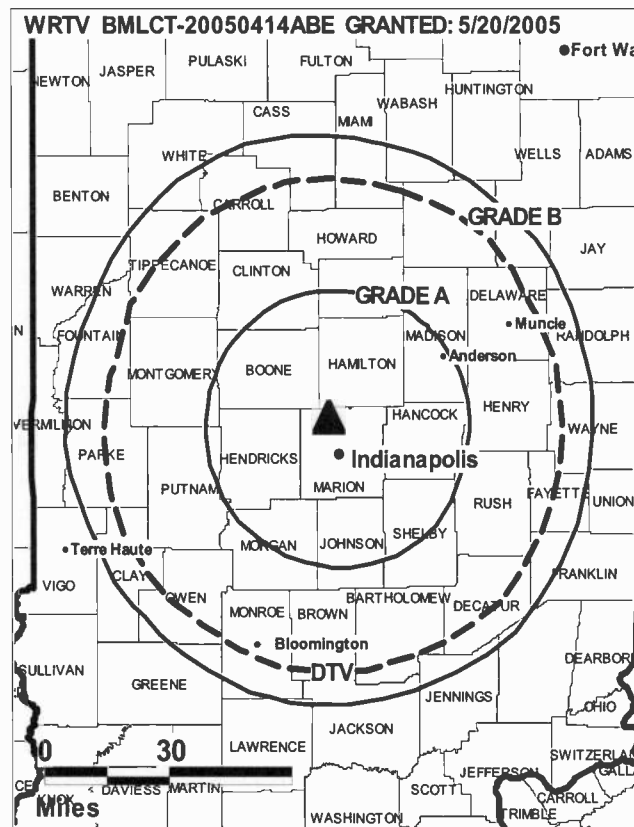 WRTV BMLCT-20050414ABE GRANTED: 5/20/2005
Fort Wa
PULASKI
FULTON
JASPER
NEWTON
HUNTINGTON
WABASH
CASS
MIAMI
WHITE
WELLS
ADAMS
BENTON
CARROLL
GRADE B
HOWARD
JAY
TIPPECANOE
CLINTON
WARREN
GRADE A
DELAWARE
Muncie
FOUNTAIN
MADISON
RANDOLPH
Anderson
BOONE
HAMILTON
MONTGOMERY
HENRY
HANCOCK
VERMILLION
WAYNE
PARKE
HENDRICKS
Indianapolis
PUTNAM
MARION
FAYETTE
UNION
RUSH
SHELBY
MORGAN
JOHNSON
Terre Haute
CLAY
FRANKLIN
VIGO
OWEN
BARTHOLOMEW
MONROE
BROWN
DECATUR
Bloomington
DEARBOR
SULLIVAN
DTV
GREENE
JENNINGS
OHIO
JACKSON
LAWRENCE
0 30
SWITZERLA
JEFFERSON
GALL
DAVIESS
MARTIN
SCOTT
CARROLL
KNOX
Miles
TRIMBLE
WASHINGTON